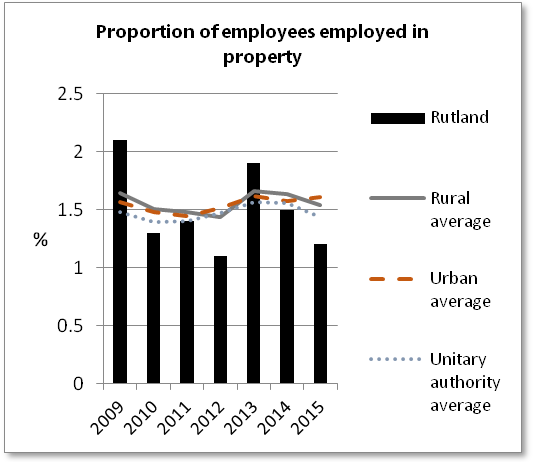 Proportion of employees employed in
property
2.5
2
1.5
1
0.5
0
%
2009
2010
2011
2012
2013
2014
2015
Rutland
Rural
average
Urban
average
Unitary
authority
average